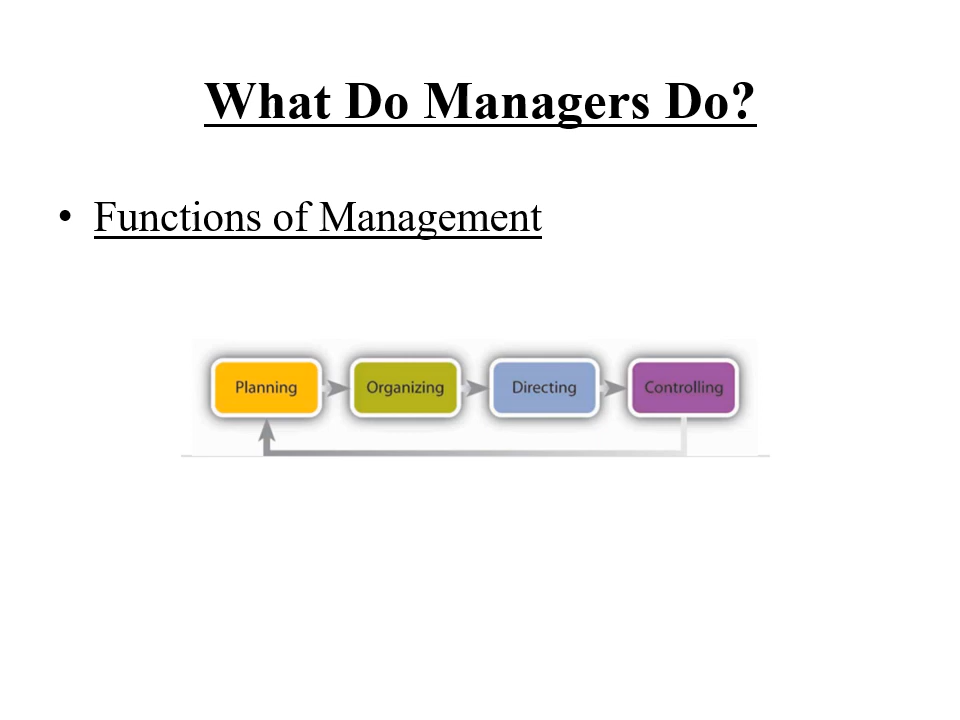 What Do Managers Do?
• Functions of Management
Planning
Organizing
Directing
Controlling